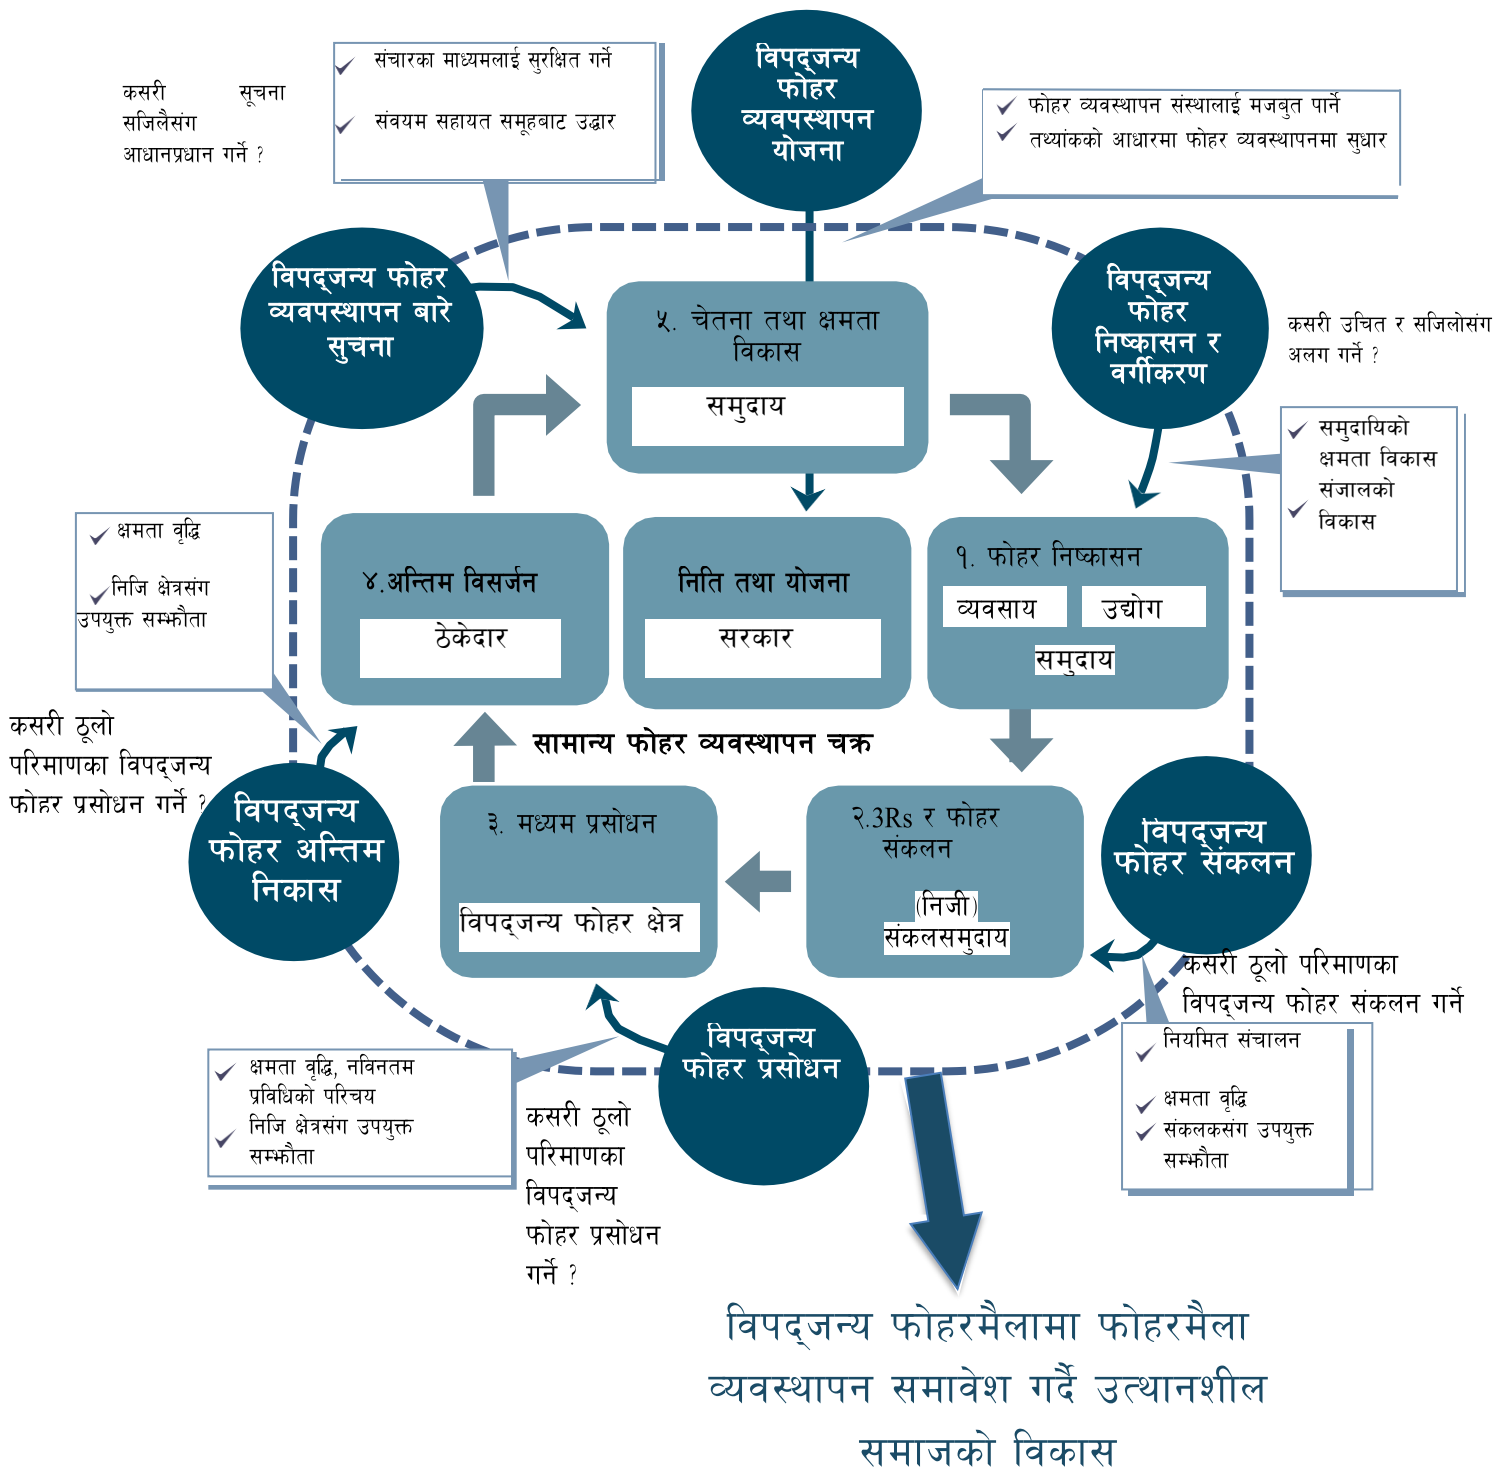 विपद्जन्य
फोहर
व्यवपस्थापन
योजना
संचारका माध्यमलाई सुरक्षित गर्ने
संवयम सहायत समूहबाट उद्धार
कसरी सूचना
सजिलैसंग
आधानप्रधान गर्ने ?
फोहर व्यवस्थापन संस्थालाई मजबुत पार्ने
तथ्यांकको आधारमा फोहर व्यवस्थापनमा सुधार
विपद्जन्य फोहर
व्यवपस्थापन बारे
सुचना
५. चेतना तथा क्षमता
विकास
समुदाय
विपद्जन्य
फोहर
निष्कासन र
वर्गीकरण
कसरी उचित र सजिलोसंग
अलग गर्ने ?
समुदायिको
क्षमता विकास
संजालको
विकास
क्षमता वृद्धि
निजि क्षेत्रसंग
उपयुक्त सम्झौता
४.अन्तिम विसर्जन
ठेकेदार
निति तथा योजना
सरकार
१. फोहर निष्कासन
व्यवसाय
उद्योग
समुदाय
सामान्य फोहर व्यवस्थापन चक्र
कसरी ठूलो
परिमाणका विपद्जन्य
फोहर प्रसोधन गर्ने ?
विपद्जन्य
फोहर अन्तिम
निकास
३. मध्यम प्रसोधन
विपद्जन्य फोहर क्षेत्र
२.3Rs र फोहर
संकलन
(निजी)
संकलसमुदाय
विपद्जन्य
फोहर संकलन
कसरी ठूलो परिमाणका
विपद्जन्य फोहर संकलन गर्ने
नियमित संचालन
क्षमता वृद्धि
संकलकसंग उपयुक्त
सम्झौता
विपद्जन्य
फोहर प्रसोधन
क्षमता वृद्धि, नविनतम
प्रविधिको परिचय
निजि क्षेत्रसंग उपयुक्त
सम्झौता
कसरी ठूलो
परिमाणका
विपद्जन्य
फोहर प्रसोधन
गर्ने ?
विपद्जन्य फोहरमैलामा फोहरमैला
व्यवस्थापन समावेश गर्दै उत्थानशील
समाजको विकास